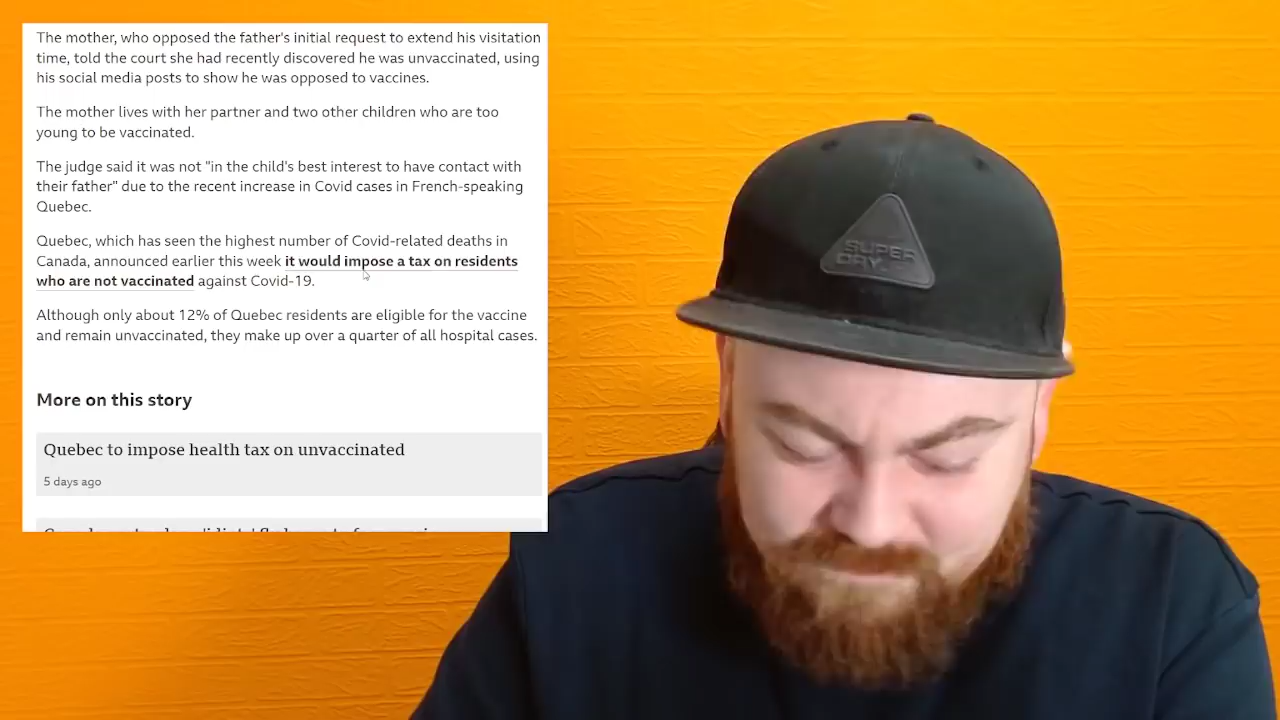 The mother, who opposed the father's initial request to extend his visitation
time, told the court she had recently discovered he was unvaccinated, using
his social media posts to show he was opposed to vaccines.
The mother lives with her partner and two other children who are too
young to be vaccinated.
The judge said it was not "in the child's best interest to have contact with
their father" due to the recent increase in Covid cases in French-speaking
Quebec.
Quebec, which has seen the highest number of Covid-related deaths in
Canada, announced earlier this week it would impose a tax on residents
who are not vaccinated against Covid-19.
Although only about 12% of Quebec residents are eligible for the vaccine
and remain unvaccinated, they make up over a quarter of all hospital cases.
More on this story
Quebec to impose health tax on unvaccinated
5 days ago
SUPER
DRY